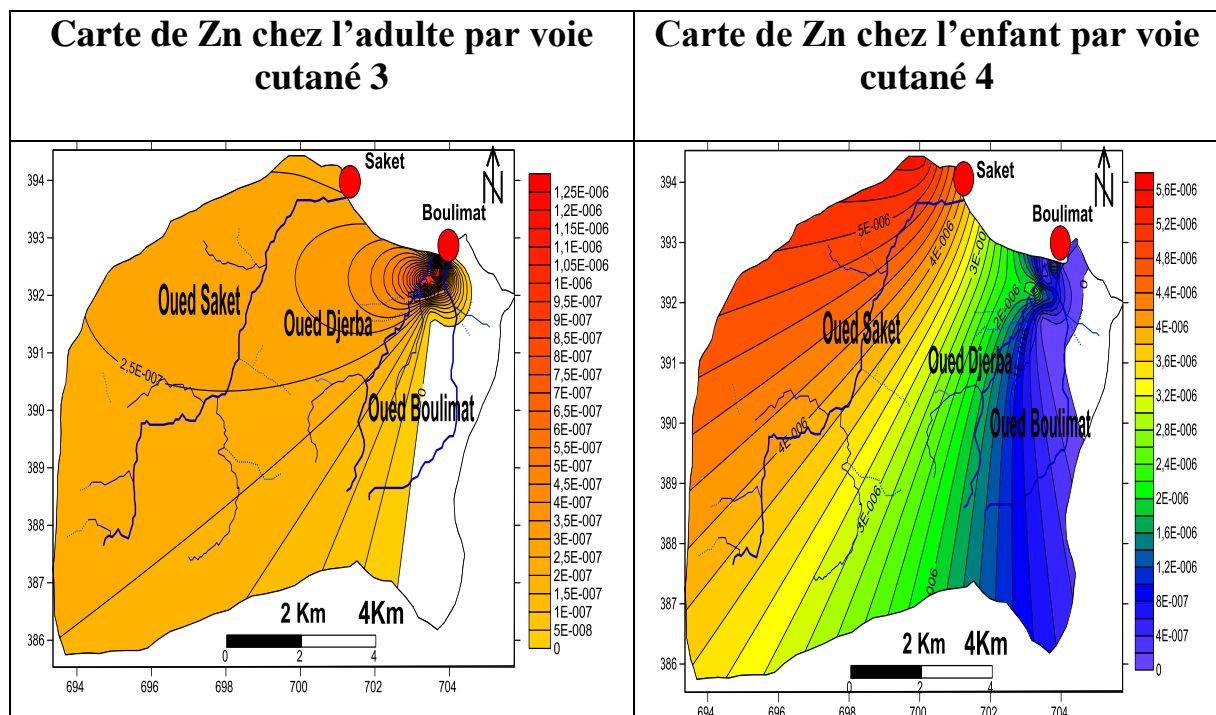 Carte de Zn chez l’adulte par voie
cutané 3
Carte de Zn chez l’enfant par voie
cutané 4
394
393
392
391
390
389
388
387
386
694
696
698
700
702
704
Saket
N
Boulimat
Oued Saket
Oued Djerba
Oued Boulimat
2,5E-007
0
2 Km
4Km
0
2
4
1,25E-006
1,2E-006
1,1E-006
1,05E-006
1E-006
9,5E-007
9E-007
8,5E-007
8E-007
7E-007
6,5E-007
6E-007
5,5E-007
5E-007
4,5E-007
4E-007
3,5E-007
3E-007
2,5E-007
2E-007
1,5E-007
1E-007
5E-008
0
394
393
392
391
390
389
388
387
386
694
696
698
700
702
704
Saket
N
Boulimat
Oued Saket
Oued Djerba
Oued Boulimat
5E-006
4E-006
3E-00
2E-006
1E-006
0
4E-006
3E-006
006
2 Km
4Km
0
2
4
5,6E-006
5,2E-006
4,8E-006
4,4E-006
4E-006
3,6E-006
3,2E-006
2,8E-006
2,4E-006
2E-006
1,6E-006
1,2E-006
8E-007
4E-007
0